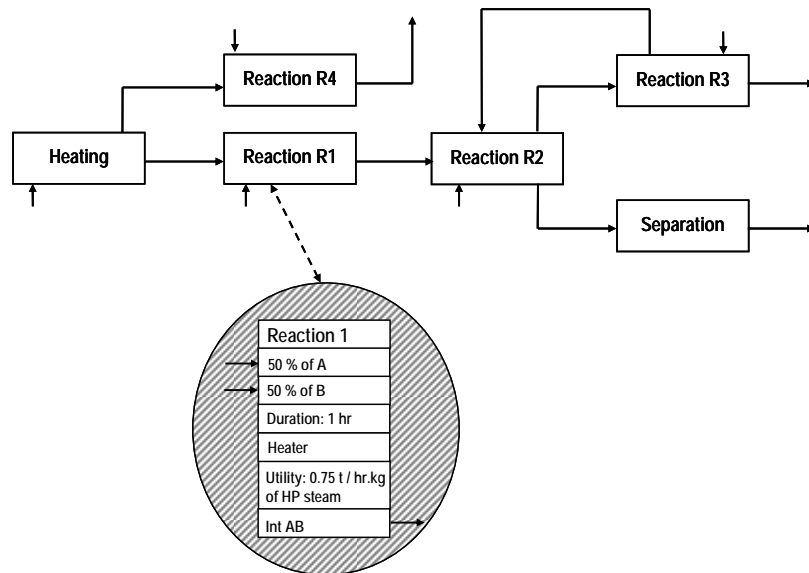 Reaction R4
Reaction R3
Heating
Reaction R1
Reaction R2
Separation
Reaction 1
50 % of A
50 % of B
Duration: 1 hr
Heater
Utility: 0.75 t / hr.kg
of HP steam
Int AB